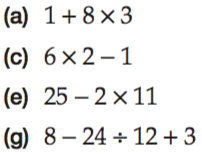 (a) 1 + 8 × 3
(c) 6 × 2 – 1
(e) 25 – 2 × 11
(g) 8 – 24 ÷ 12 + 3